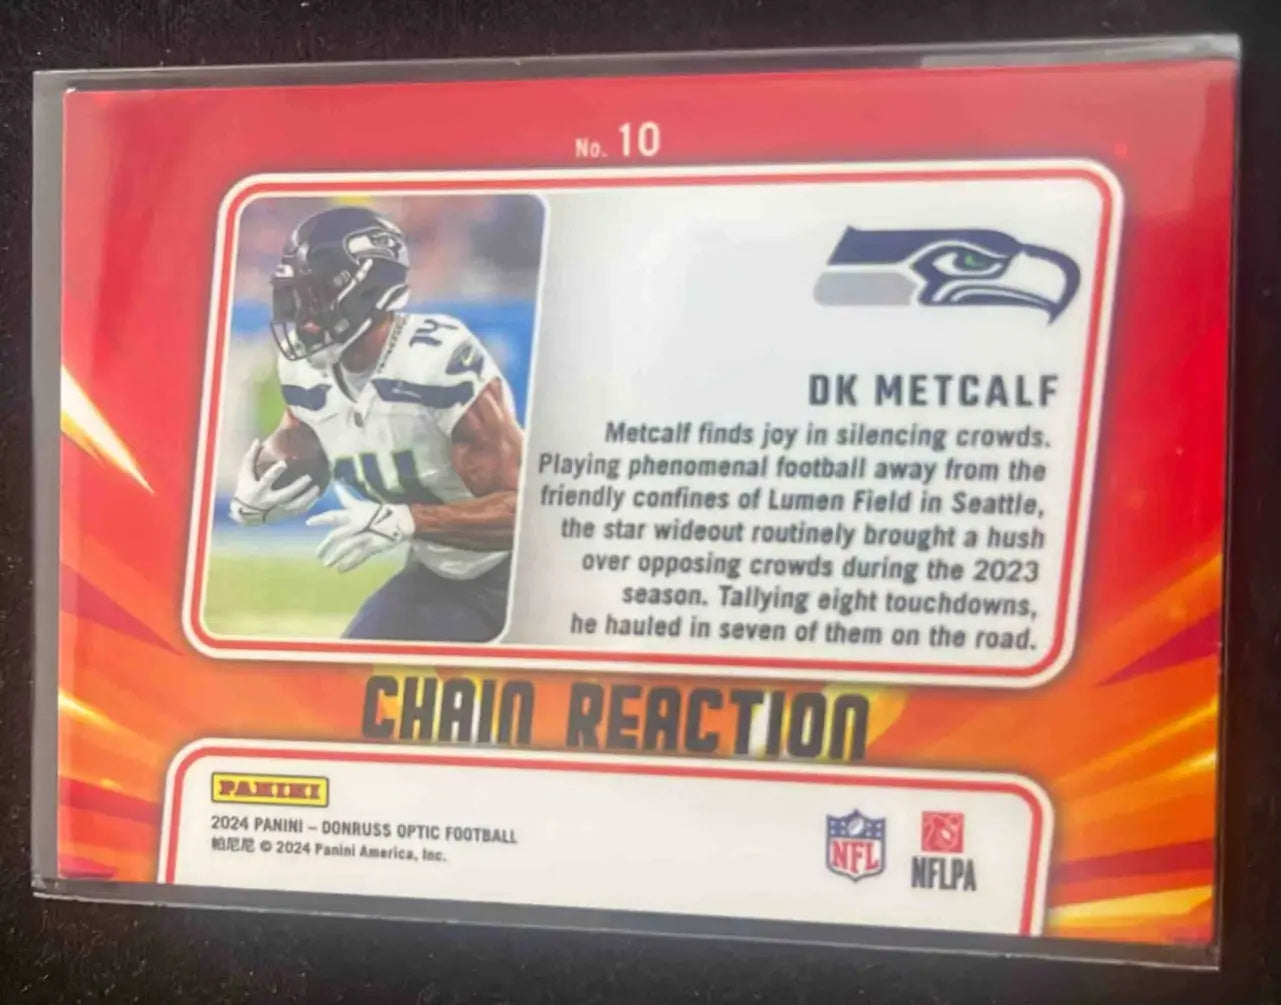 No. 10
14
14
DK METCALF
Metcalf finds joy in silencing crowds.
Playing phenomenal football away from the
friendly confines of Lumen Field in Seattle,
the star wideout routinely brought a hush
over opposing crowds during the 2023
season. Tallying eight touchdowns,
he hauled in seven of them on the road.
CHAIN REACTION
PANINI
2024 PANINI – DONRUSS OPTIC FOOTBALL
帕尼尼 © 2024 Panini America, Inc.
NFL
NFLPA